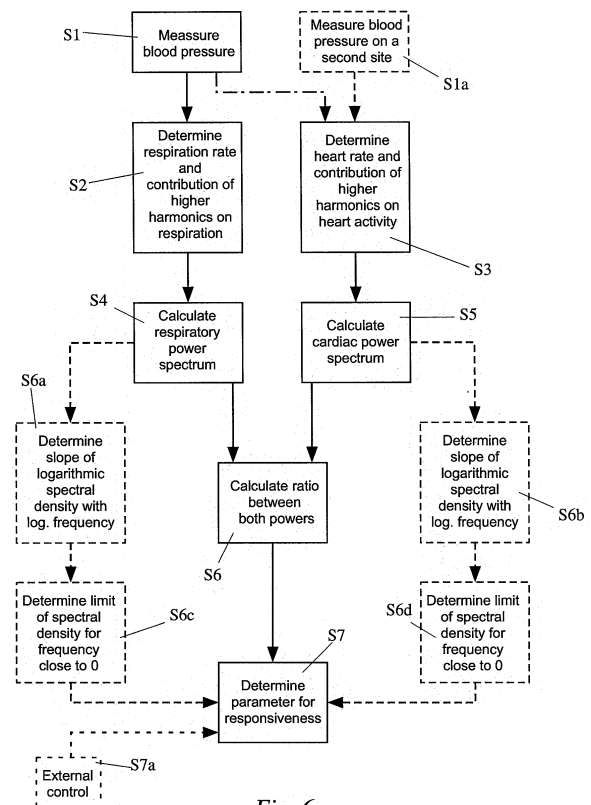 S1
Meassure
blood pressure
Measure blood
pressure on a
second site
S1a
Determine
respiration rate
and
contribution of
higher
harmonics on
respiration
S2
Determine
heart rate and
contribution of
higher
harmonics on
heart activity
S3
S4
Calculate
respiratory
power
spectrum
Calculate
cardiac power
spectrum
S5
S6a
Determine
slope of
logarithmic
spectral
density with
log. frequency
Calculate ratio
between
both powers
S6
Determine
slope of
logarithmic
spectral
density with
log. frequency
S6b
Determine limit
of spectral
density for
frequency
close to 0
S6c
S6d
Determine limit
of spectral
density for
frequency
close to 0
S7
Determine
parameter for
responsiveness
S7a
External
control
Fig. 6